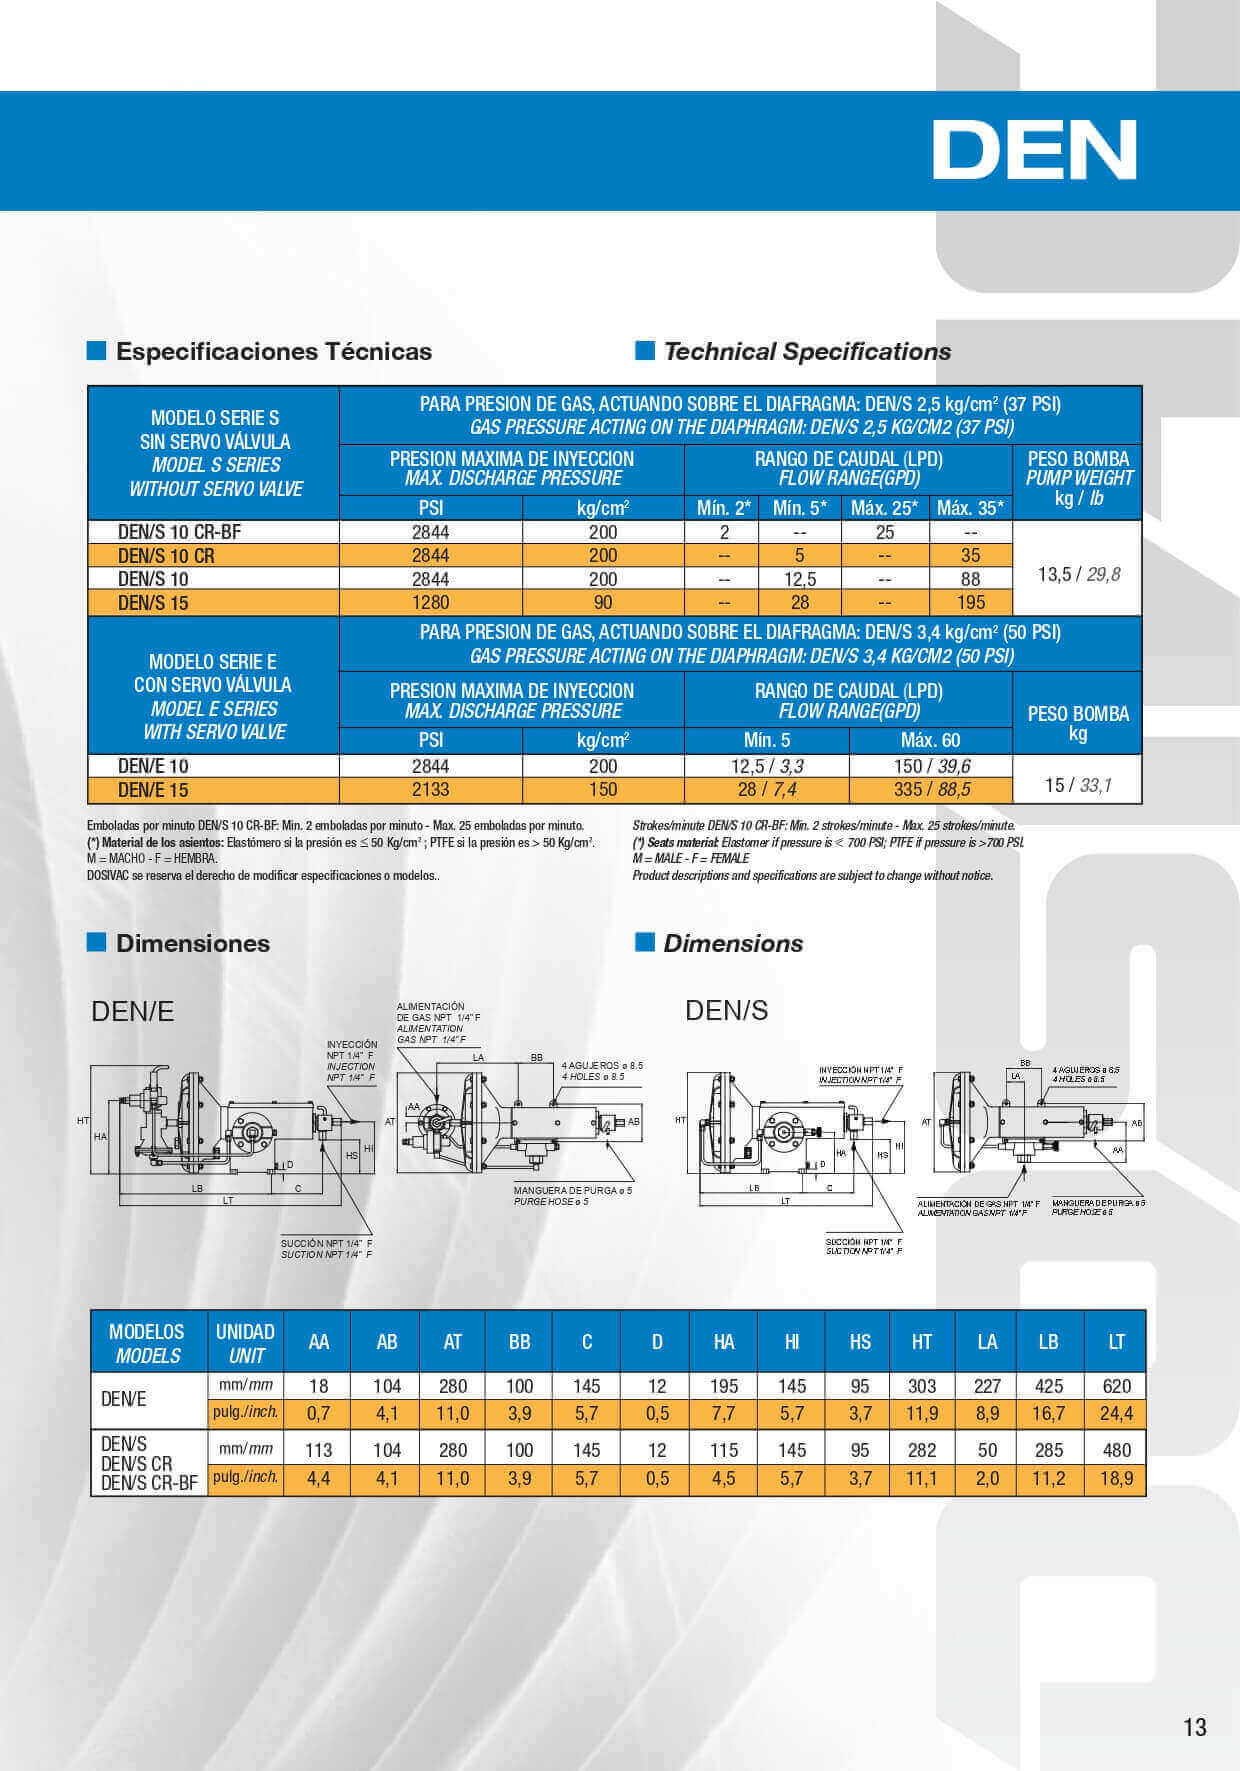 DEN
Especificaciones Técnicas
Technical Specifications
MODELO SERIE S
SIN SERVO VÁLVULA
MODEL S SERIES
WITHOUT SERVO VALVE
PARA PRESION DE GAS, ACTUANDO SOBRE EL DIAFRAGMA: DEN/S 2,5 kg/cm² (37 PSI)
GAS PRESSURE ACTING ON THE DIAPHRAGM: DEN/S 2,5 KG/CM2 (37 PSI)
PRESION MAXIMA DE INYECCION
MAX. DISCHARGE PRESSURE
RANGO DE CAUDAL (LPD)
FLOW RANGE(GPD)
PESO BOMBA
PUMP WEIGHT
kg / lb
PSI kg/cm² Mín. 2* Mín. 5* Máx. 25* Máx. 35*
DEN/S 10 CR-BF 2844 200 2 -- 25 --
DEN/S 10 CR 2844 200 -- 5 -- 35
DEN/S 10 2844 200 -- 12,5 -- 88
DEN/S 15 1280 90 -- 28 -- 195
13,5 / 29,8
MODELO SERIE E
CON SERVO VÁLVULA
MODEL E SERIES
WITH SERVO VALVE
PARA PRESION DE GAS, ACTUANDO SOBRE EL DIAFRAGMA: DEN/S 3,4 kg/cm² (50 PSI)
GAS PRESSURE ACTING ON THE DIAPHRAGM: DEN/S 3,4 KG/CM2 (50 PSI)
PRESION MAXIMA DE INYECCION
MAX. DISCHARGE PRESSURE
RANGO DE CAUDAL (LPD)
FLOW RANGE(GPD)
PESO BOMBA
kg
PSI kg/cm² Mín. 5 Máx. 60
DEN/E 10 2844 200 12,5 / 3,3 150 / 39,6
DEN/E 15 2133 150 28 / 7,4 335 / 88,5
15 / 33,1
Emboladas por minuto DEN/S 10 CR-BF: Min. 2 emboladas por minuto - Max. 25 emboladas por minuto.
(*) Material de los asientos: Elastómero si la presión es ≤ 50 Kg/cm² ; PTFE si la presión es > 50 Kg/cm².
M = MACHO - F = HEMBRA.
DOSIVAC se reserva el derecho de modificar especificaciones o modelos..
Strokes/minute DEN/S 10 CR-BF: Min. 2 strokes/minute - Max. 25 strokes/minute.
(*) Seats material: Elastomer if pressure is < 700 PSI; PTFE if pressure is >700 PSI.
M = MALE - F = FEMALE
Product descriptions and specifications are subject to change without notice.
Dimensiones
Dimensions
DEN/E
ALIMENTACIÓN
DE GAS NPT 1/4" F
ALIMENTATION
GAS NPT 1/4" F
INYECCIÓN
NPT 1/4" F
INJECTION
NPT 1/4" F
LA BB
4 AGUJEROS ø 8.5
4 HOLES ø 8.5
HT HA HS HI D
LB C
LT
AT AA AB
MANGUERA DE PURGA ø 5
PURGE HOSE ø 5
SUCCIÓN NPT 1/4" F
SUCTION NPT 1/4" F
DEN/S
INYECCIÓN NPT 1/4" F
INJECTION NPT 1/4" F
BB
LA
4 AGUJEROS ø 8.5
4 HOLES ø 8.5
HT HA HS HI D
LB C
LT
AT AB
AA
ALIMENTACIÓN DE GAS NPT 1/4" F
ALIMENTATION GAS NPT 1/4" F
MANGUERA DE PURGA ø 5
PURGE HOSE ø 5
SUCCIÓN NPT 1/4" F
SUCTION NPT 1/4" F
MODELOS UNIDAD AA AB AT BB C D HA HI HS HT LA LB LT
MODELS UNIT
DEN/E
mm/mm 18 104 280 100 145 12 195 145 95 303 227 425 620
pulg./inch. 0,7 4,1 11,0 3,9 5,7 0,5 7,7 5,7 3,7 11,9 8,9 16,7 24,4
DEN/S
DEN/S CR
DEN/S CR-BF
mm/mm 113 104 280 100 145 12 115 145 95 282 50 285 480
pulg./inch. 4,4 4,1 11,0 3,9 5,7 0,5 4,5 5,7 3,7 11,1 2,0 11,2 18,9
13